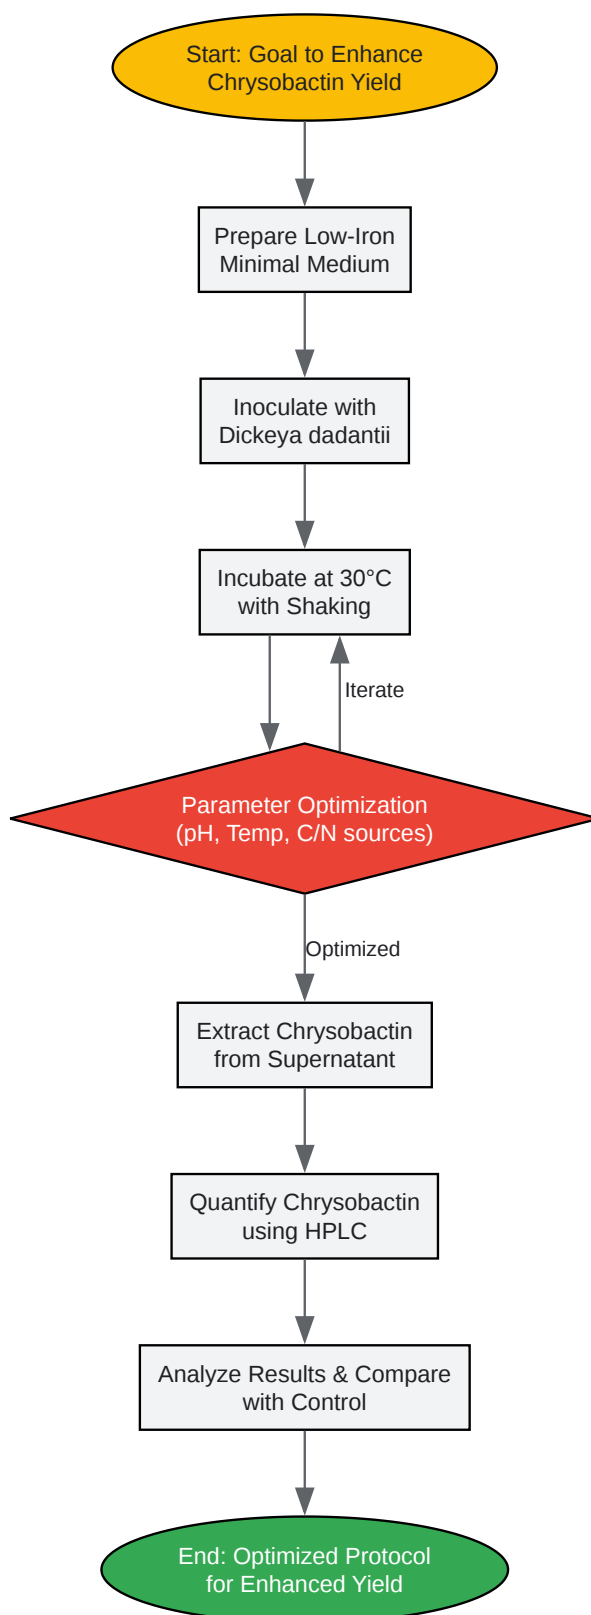 Start: Goal to Enhance
Chrysobactin Yield
Prepare Low-Iron
Minimal Medium
Inoculate with
Dickeya dadantii
Incubate at 30°C
with Shaking
Iterate
Parameter Optimization
(pH, Temp, C/N sources)
Optimized
Extract Chrysobactin
from Supernatant
Quantify Chrysobactin
using HPLC
Analyze Results & Compare
with Control
End: Optimized Protocol
for Enhanced Yield